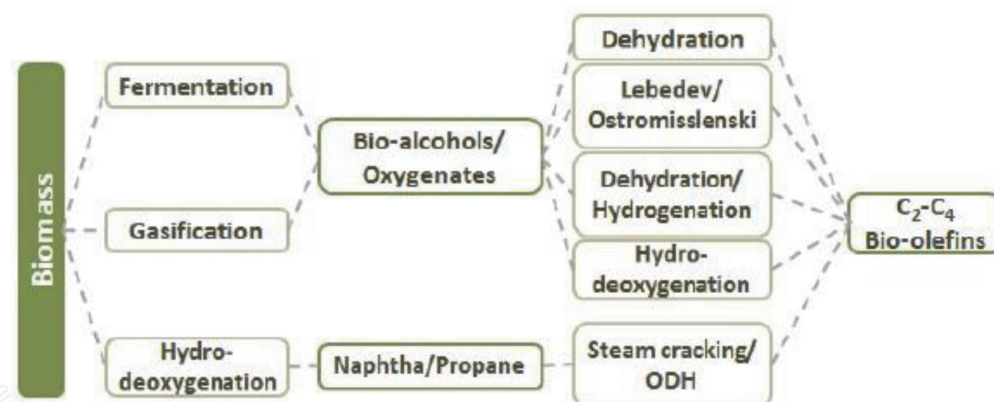 Biomass
Fermentation
Gasification
Hydro-
deoxygenation
Bio-alcohols/
Oxygenates
Naphtha/Propane
Dehydration
Lebedev/
Ostromisslenski
Dehydration/
Hydrogenation
Hydro-
deoxygenation
Steam cracking/
ODH
C₂-C₄
Bio-olefins